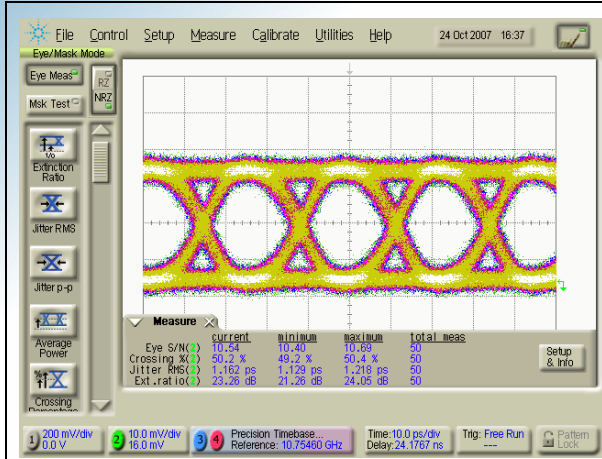 File Control Setup Measure Calibrate Utilities Help 24 Oct 2007 16:37
Eye/Mask Mode
Eye Meas
RZ
NRZ
Msk Test
Extinction
Ratio
Jitter RMS
Jitter p-p
Average
Power
Crossing
Percentage
Measure
current minimum maximum total meas
Eye S/N(2) 10.54 10.40 10.69 50
Crossing %(2) 50.2 % 49.2 % 50.4 % 50
Jitter RMS(2) 1.162 ps 1.129 ps 1.218 ps 50
Ext.ratio(2) 23.26 dB 21.26 dB 24.05 dB 50
Setup
& Info
1) 200 mV/div
0.0 V
2) 10.0 mV/div
16.0 mV
3) 4) Precision Timebase...
Reference: 10.75460 GHz
Time:10.0 ps/div
Delay:24.1767 ns
Trig: Free Run
---
Pattern
Lock